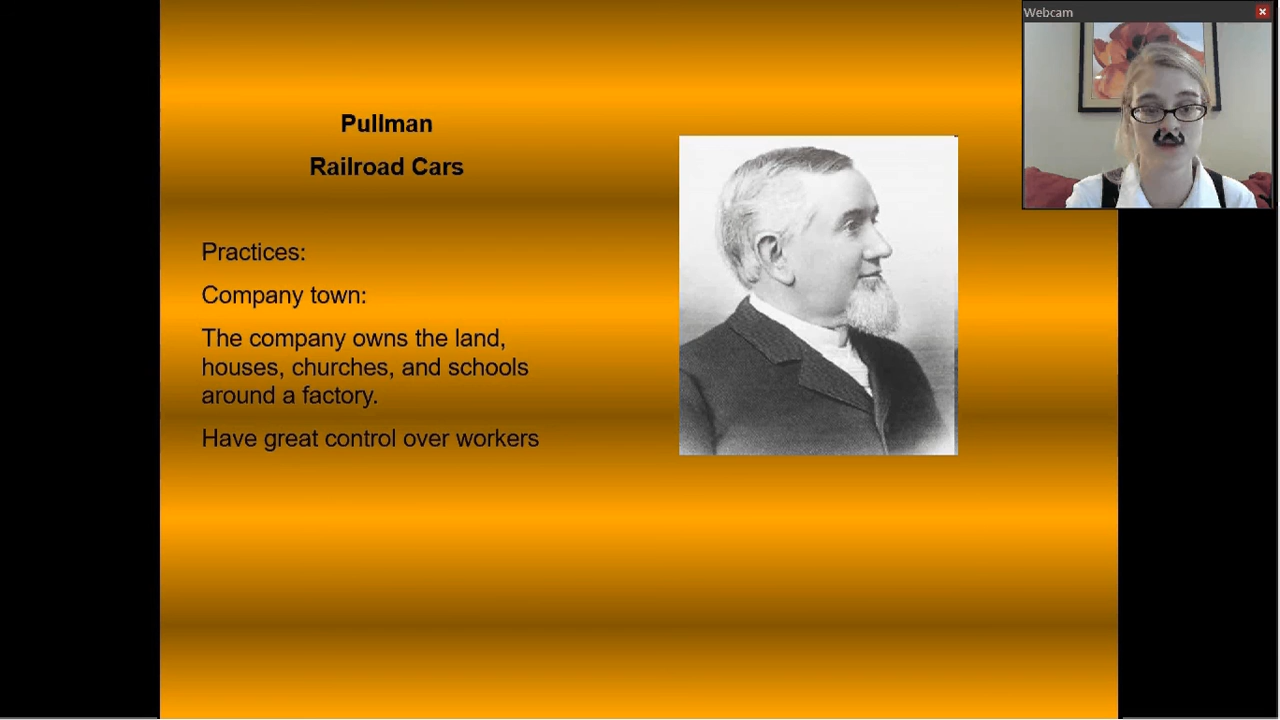 Webcam
Pullman
Railroad Cars
Practices:
Company town:
The company owns the land,
houses, churches, and schools
around a factory.
Have great control over workers